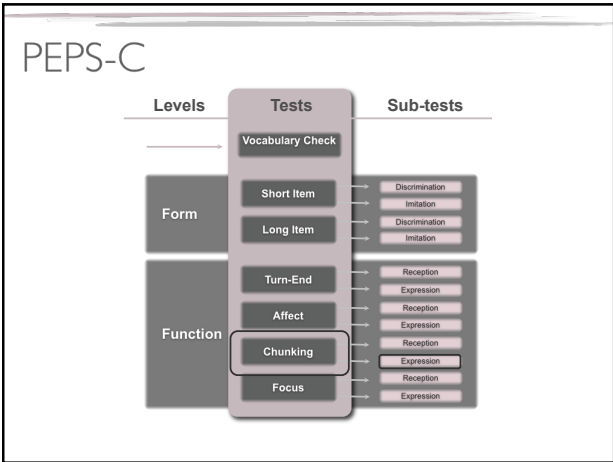 PEPS-C
Levels Tests Sub-tests
Vocabulary Check
Form
Short Item
Discrimination
Imitation
Long Item
Discrimination
Imitation
Function
Turn-End
Reception
Expression
Affect
Reception
Expression
Chunking
Reception
Expression
Focus
Reception
Expression